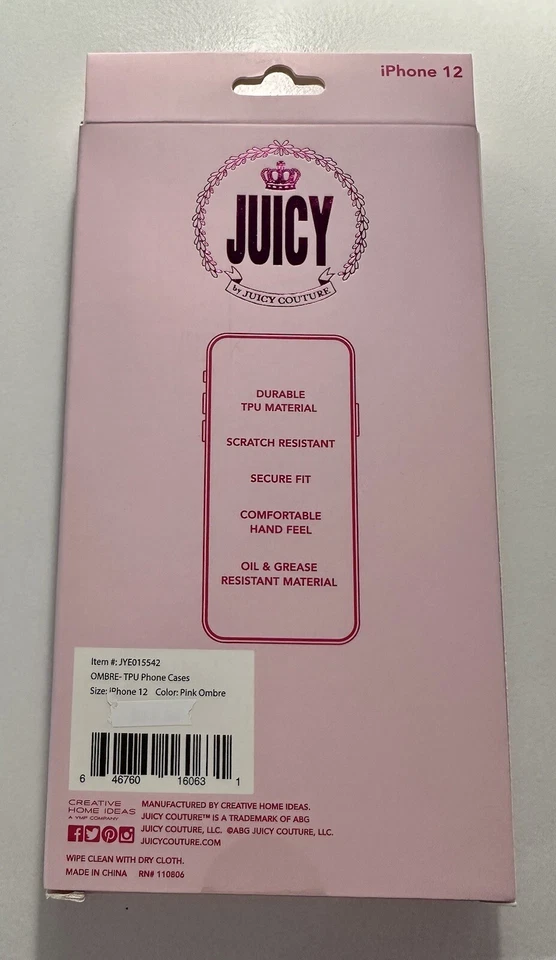 iPhone 12
JUICY
by JUICY COUTURE
DURABLE
TPU MATERIAL
SCRATCH RESISTANT
SECURE FIT
COMFORTABLE
HAND FEEL
OIL & GREASE
RESISTANT MATERIAL
Item #: JYE015542
OMBRE- TPU Phone Cases
Size: iPhone 12 Color: Pink Ombre
6 46760 16063 1
CREATIVE
HOME IDEAS
A YMF COMPANY
MANUFACTURED BY CREATIVE HOME IDEAS.
JUICY COUTURE™ IS A TRADEMARK OF ABG
JUICY COUTURE, LLC. ©ABG JUICY COUTURE, LLC.
JUICYCOUTURE.COM
WIPE CLEAN WITH DRY CLOTH.
MADE IN CHINA RN# 110806